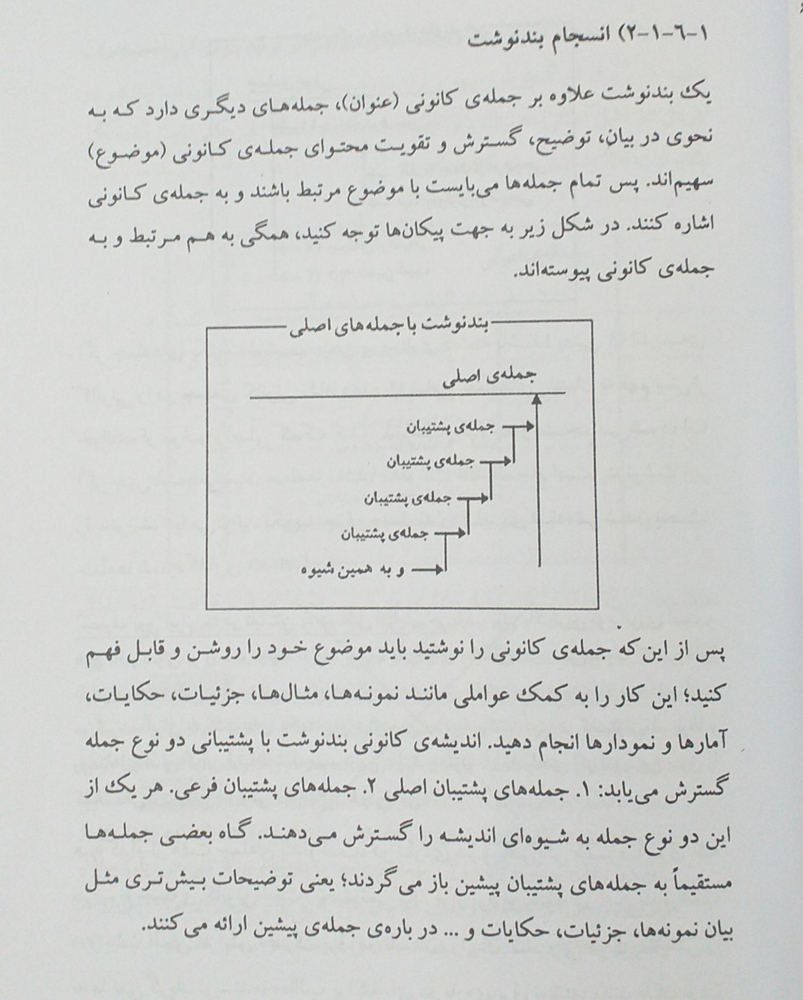 ۱-٦-۱-۲) انسجام بندنوشت
یک بندنوشت علاوه بر جمله‌ی کانونی (عنوان)، جمله‌های دیگری دارد که به
نحوی در بیان، توضیح، گسترش و تقویت محتوای جمله‌ی کانونی (موضوع)
سهیم‌اند. پس تمام جمله‌ها می‌بایست با موضوع مرتبط باشند و به جمله‌ی کانونی
اشاره کنند. در شکل زیر به جهت پیکان‌ها توجه کنید، همگی به هم مرتبط و به
جمله‌ی کانونی پیوسته‌اند.
بندنوشت با جمله‌های اصلی
جمله‌ی اصلی
جمله‌ی پشتیبان
جمله‌ی پشتیبان
جمله‌ی پشتیبان
جمله‌ی پشتیبان
و به همین شیوه
پس از این که جمله‌ی کانونی را نوشتید باید موضوع خود را روشن و قابل فهم
کنید؛ این کار را به کمک عواملی مانند نمونه‌ها، مثال‌ها، جزئیات، حکایات،
آمارها و نمودارها انجام دهید. اندیشه‌ی کانونی بندنوشت با پشتیبانی دو نوع جمله
گسترش می‌یابد: ۱. جمله‌های پشتیبان اصلی ۲. جمله‌های پشتیبان فرعی. هر یک از
این دو نوع جمله به شیوه‌ای اندیشه را گسترش می‌دهند. گاه بعضی جمله‌ها
مستقیماً به جمله‌های پشتیبان پیشین باز می‌گردند؛ یعنی توضیحات بیش‌تری مثل
بیان نمونه‌ها، جزئیات، حکایات و ... در باره‌ی جمله‌ی پیشین ارائه می‌کنند.